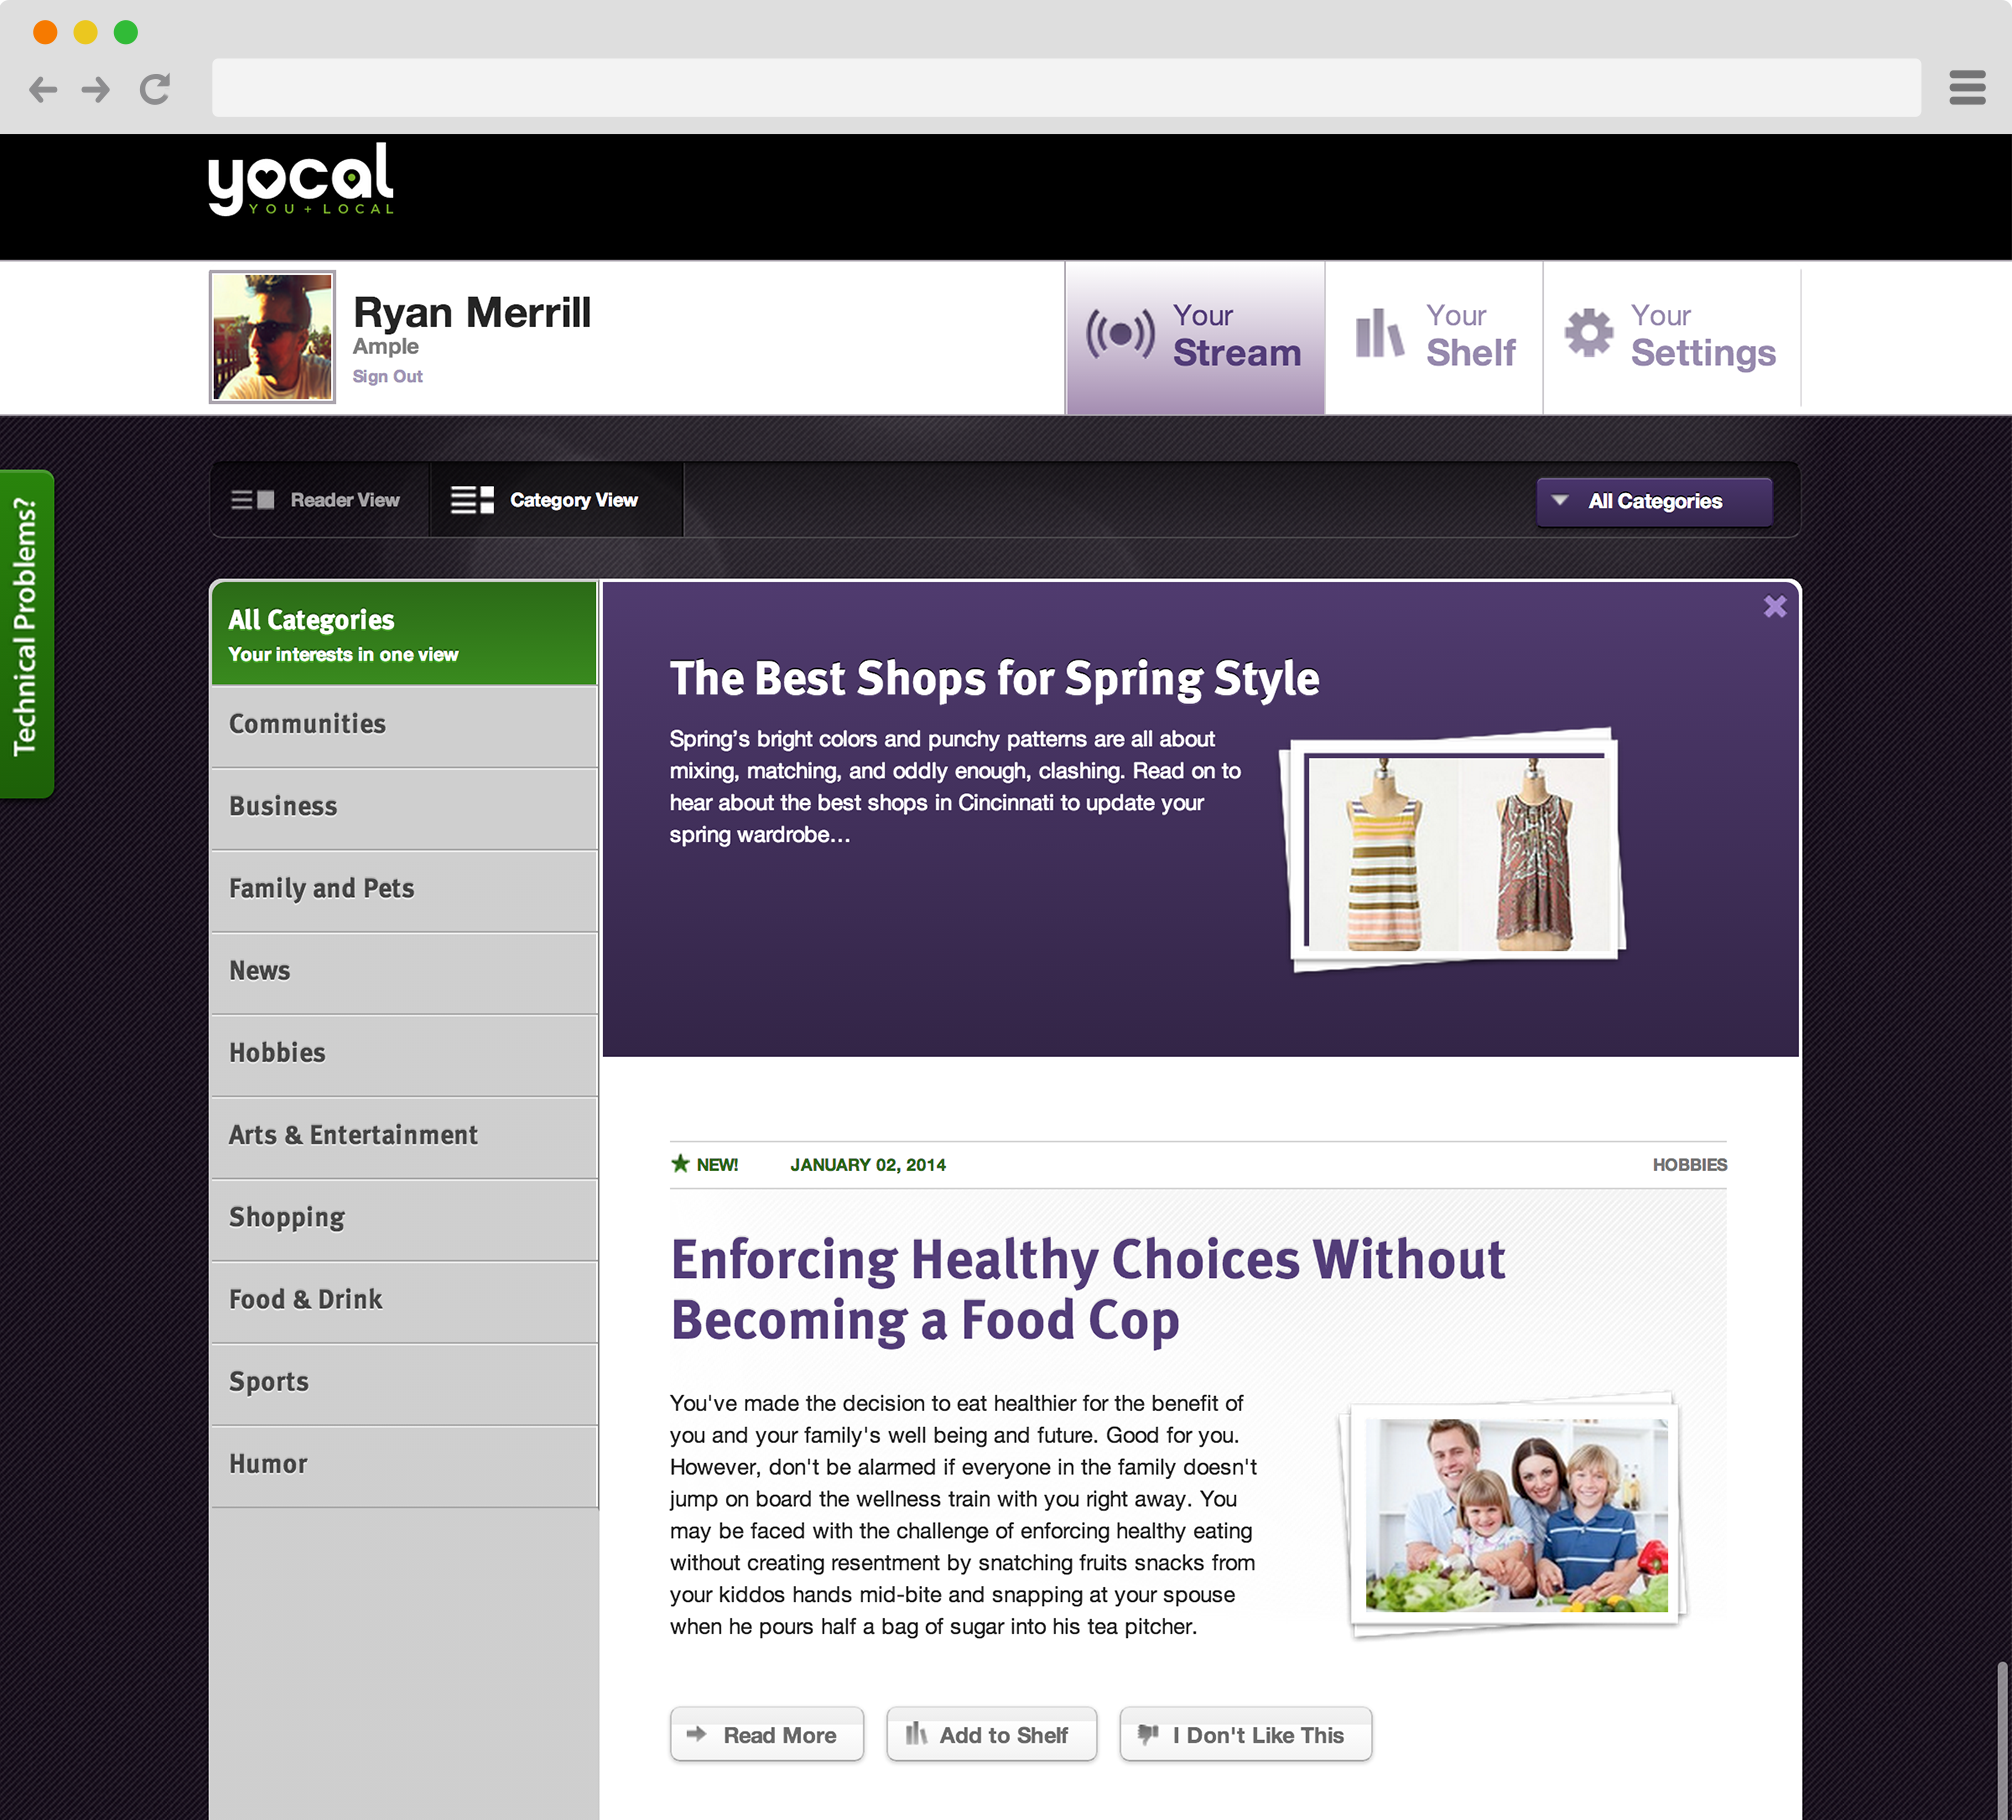 yocal
YOU + LOCAL
Ryan Merrill
Ample
Sign Out
Your
Stream
Your
Shelf
Your
Settings
Technical Problems?
Reader View
Category View
All Categories
All Categories
Your interests in one view
Communities
Business
Family and Pets
News
Hobbies
Arts & Entertainment
Shopping
Food & Drink
Sports
Humor
The Best Shops for Spring Style
Spring’s bright colors and punchy patterns are all about
mixing, matching, and oddly enough, clashing. Read on to
hear about the best shops in Cincinnati to update your
spring wardrobe...
NEW! JANUARY 02, 2014 HOBBIES
Enforcing Healthy Choices Without
Becoming a Food Cop
You've made the decision to eat healthier for the benefit of
you and your family's well being and future. Good for you.
However, don't be alarmed if everyone in the family doesn't
jump on board the wellness train with you right away. You
may be faced with the challenge of enforcing healthy eating
without creating resentment by snatching fruits snacks from
your kiddos hands mid-bite and snapping at your spouse
when he pours half a bag of sugar into his tea pitcher.
Read More
Add to Shelf
I Don't Like This